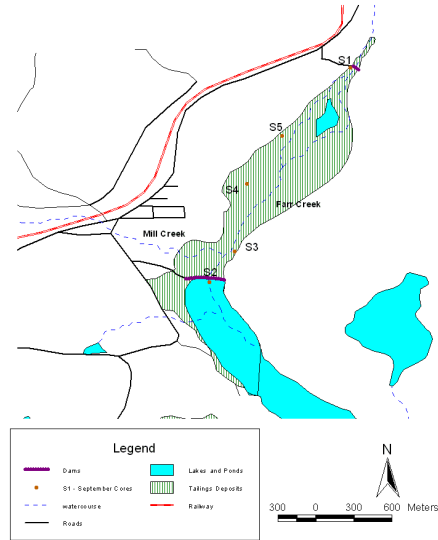 S1
S5
S4
Farr Creek
Mill Creek
S3
S2
Legend
Dams
Lakes and Ponds
S1 - September Cores
Tailings Deposits
watercourse
Railway
Roads
N
300 0 300 600 Meters